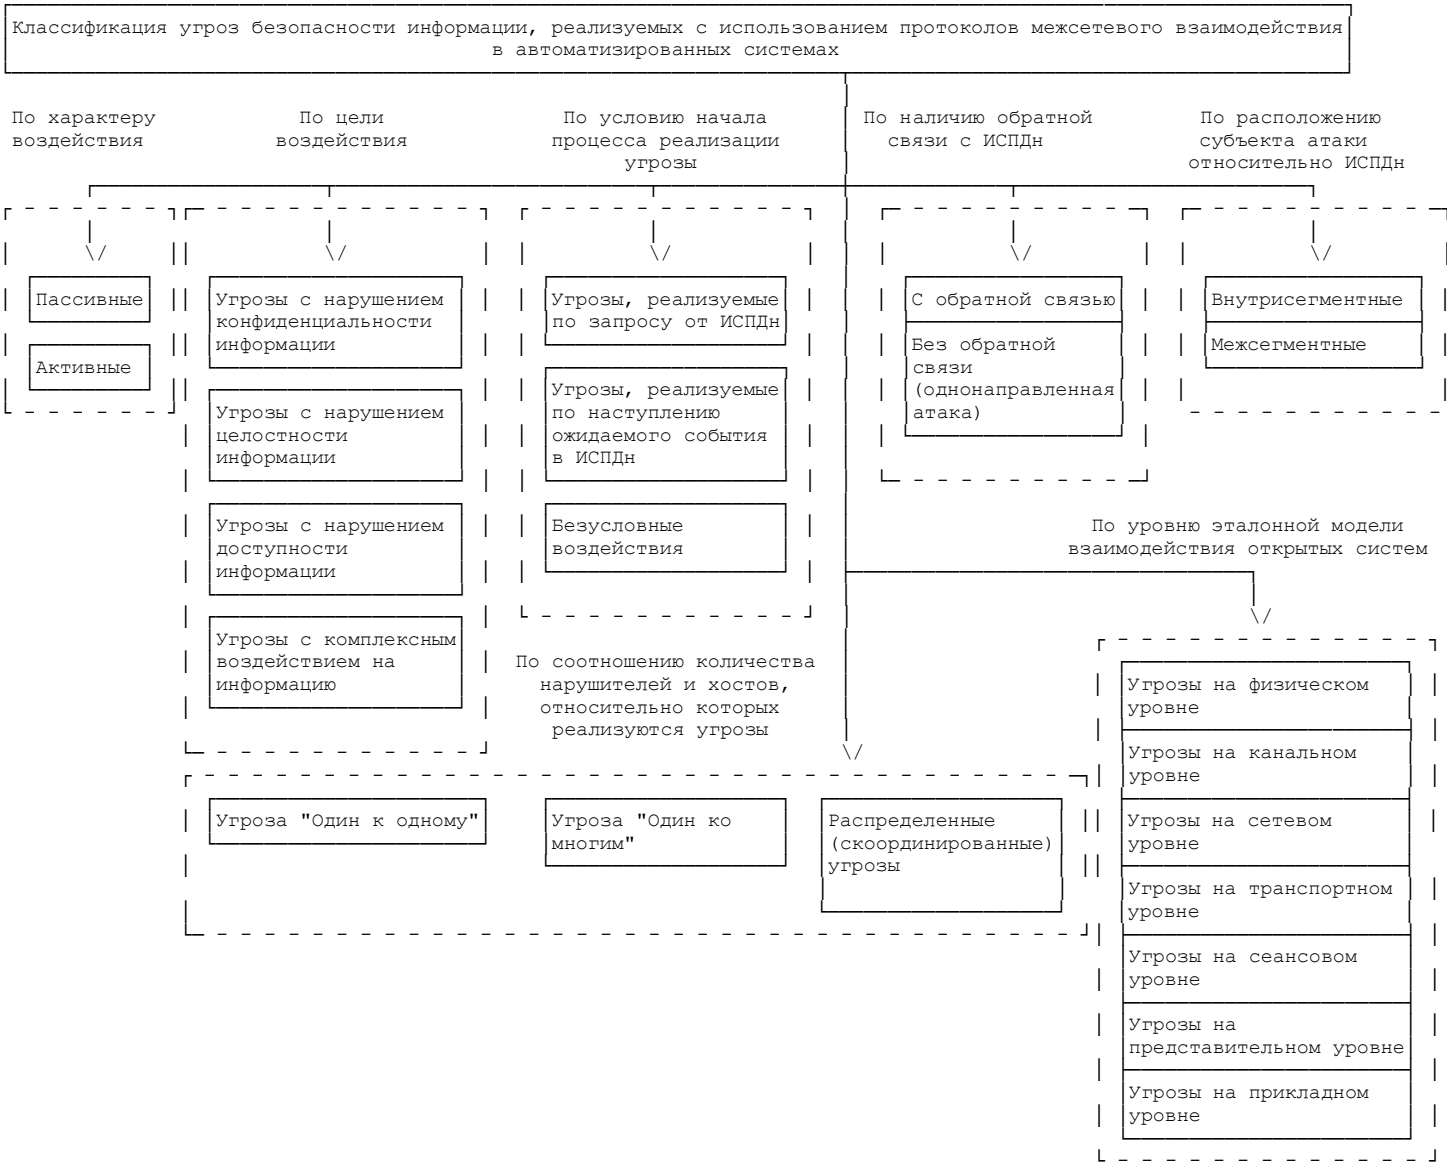 Классификация угроз безопасности информации, реализуемых с использованием протоколов межсетевого взаимодействия
в автоматизированных системах
По характеру
воздействия
По цели
воздействия
По условию начала
процесса реализации
угрозы
По наличию обратной
связи с ИСПДн
По расположению
субъекта атаки
относительно ИСПДн
Пассивные
Активные
Угрозы с нарушением
конфиденциальности
информации
Угрозы с нарушением
целостности
информации
Угрозы с нарушением
доступности
информации
Угрозы с комплексным
воздействием на
информацию
Угрозы, реализуемые
по запросу от ИСПДн
Угрозы, реализуемые
по наступлению
ожидаемого события
в ИСПДн
Безусловные
воздействия
С обратной связью
Без обратной
связи
(однонаправленная
атака)
Внутрисегментные
Межсегментные
По соотношению количества
нарушителей и хостов,
относительно которых
реализуются угрозы
Угроза "Один к одному"
Угроза "Один ко
многим"
Распределенные
(скоординированные)
угрозы
По уровню эталонной модели
взаимодействия открытых систем
Угрозы на физическом
уровне
Угрозы на канальном
уровне
Угрозы на сетевом
уровне
Угрозы на транспортном
уровне
Угрозы на сеансовом
уровне
Угрозы на
представительном уровне
Угрозы на прикладном
уровне